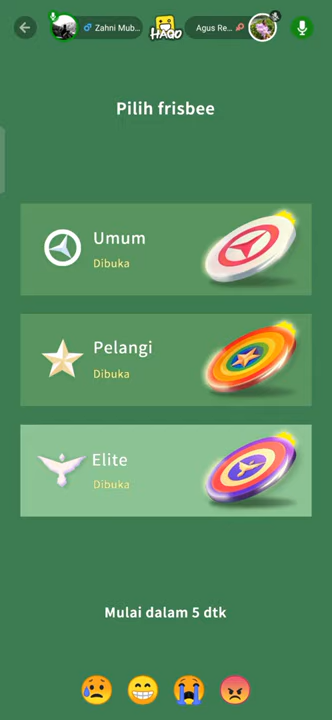 Zahni Mub...
HAGO
Agus Re...
Pilih frisbee
Umum
Dibuka
Pelangi
Dibuka
Elite
Dibuka
Mulai dalam 5 dtk